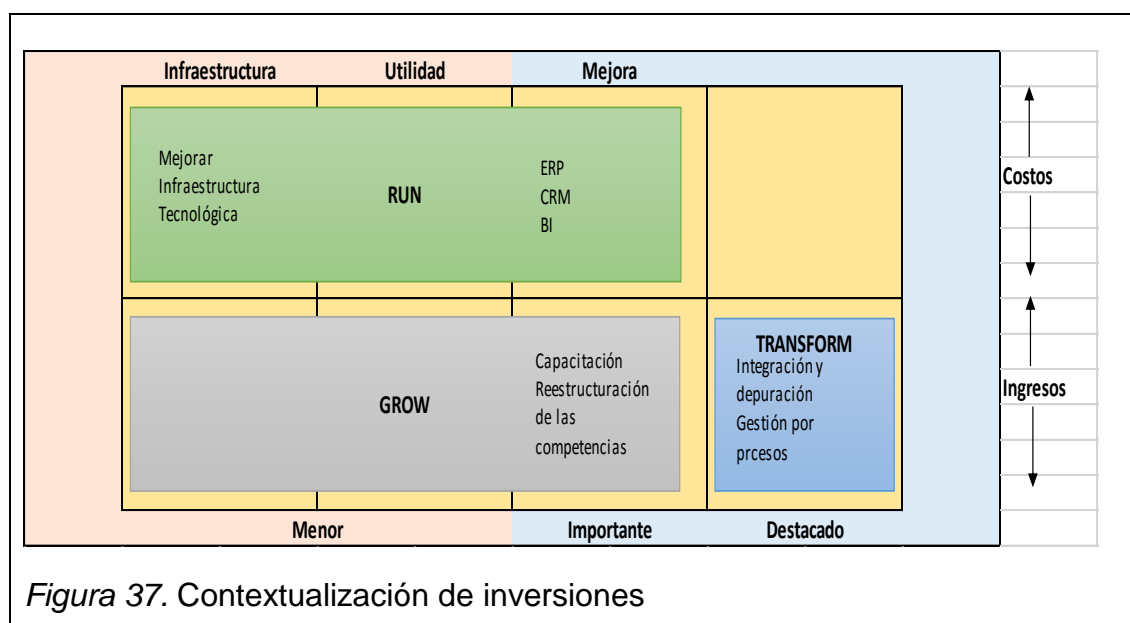 Infraestructura Utilidad Mejora
Mejorar
Infraestructura
Tecnológica
RUN
ERP
CRM
BI
Costos
GROW
Capacitación
Reestructuración
de las
competencias
TRANSFORM
Integración y
depuración
Gestión por
prcesos
Ingresos
Menor Importante Destacado
Figura 37. Contextualización de inversiones